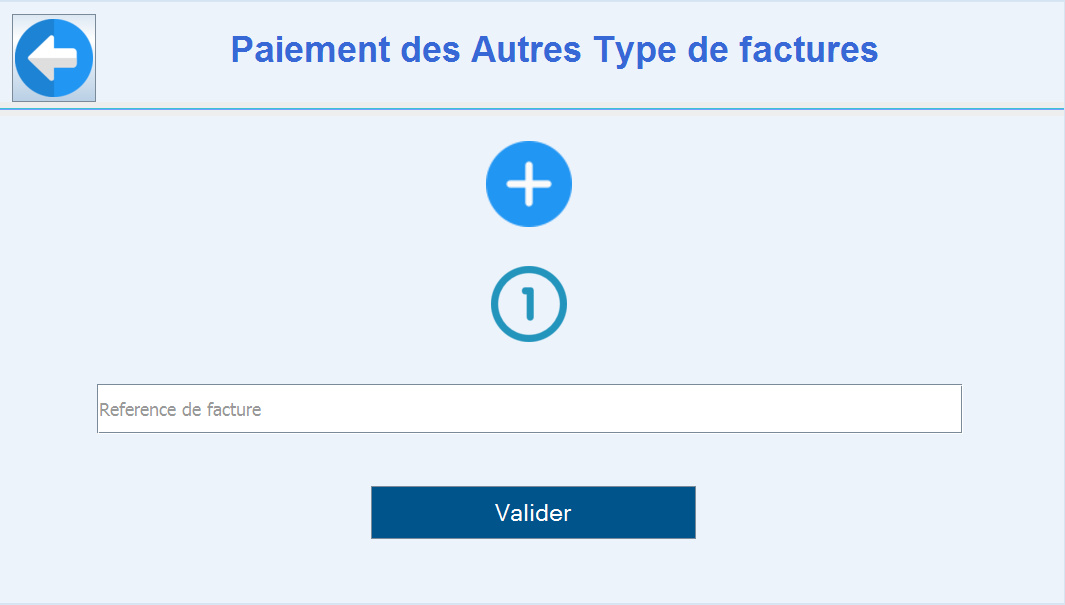 Paiement des Autres Type de factures
1
Reference de facture
Valider